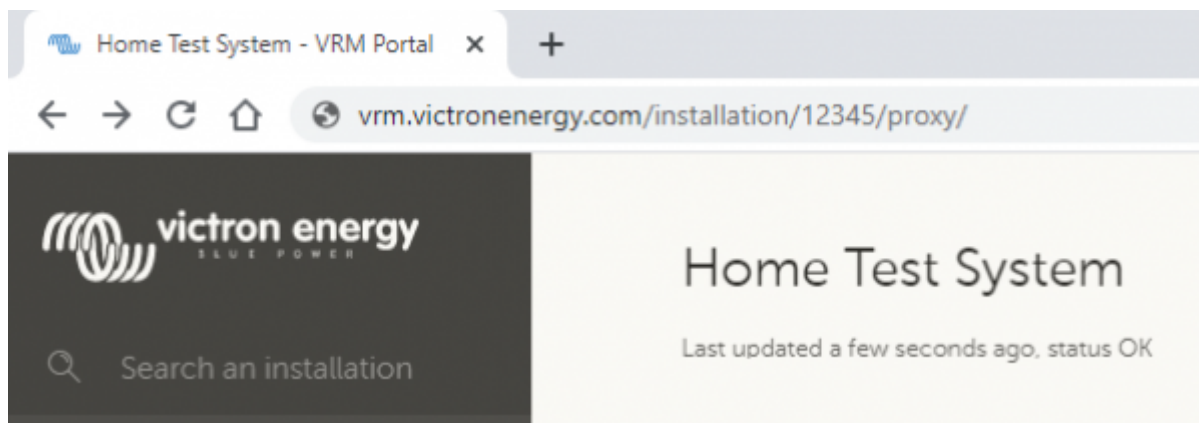 Home Test System - VRM Portal
vrm.victronenergy.com/installation/12345/proxy/
victron energy
BLUE POWER
Search an installation
Home Test System
Last updated a few seconds ago, status OK